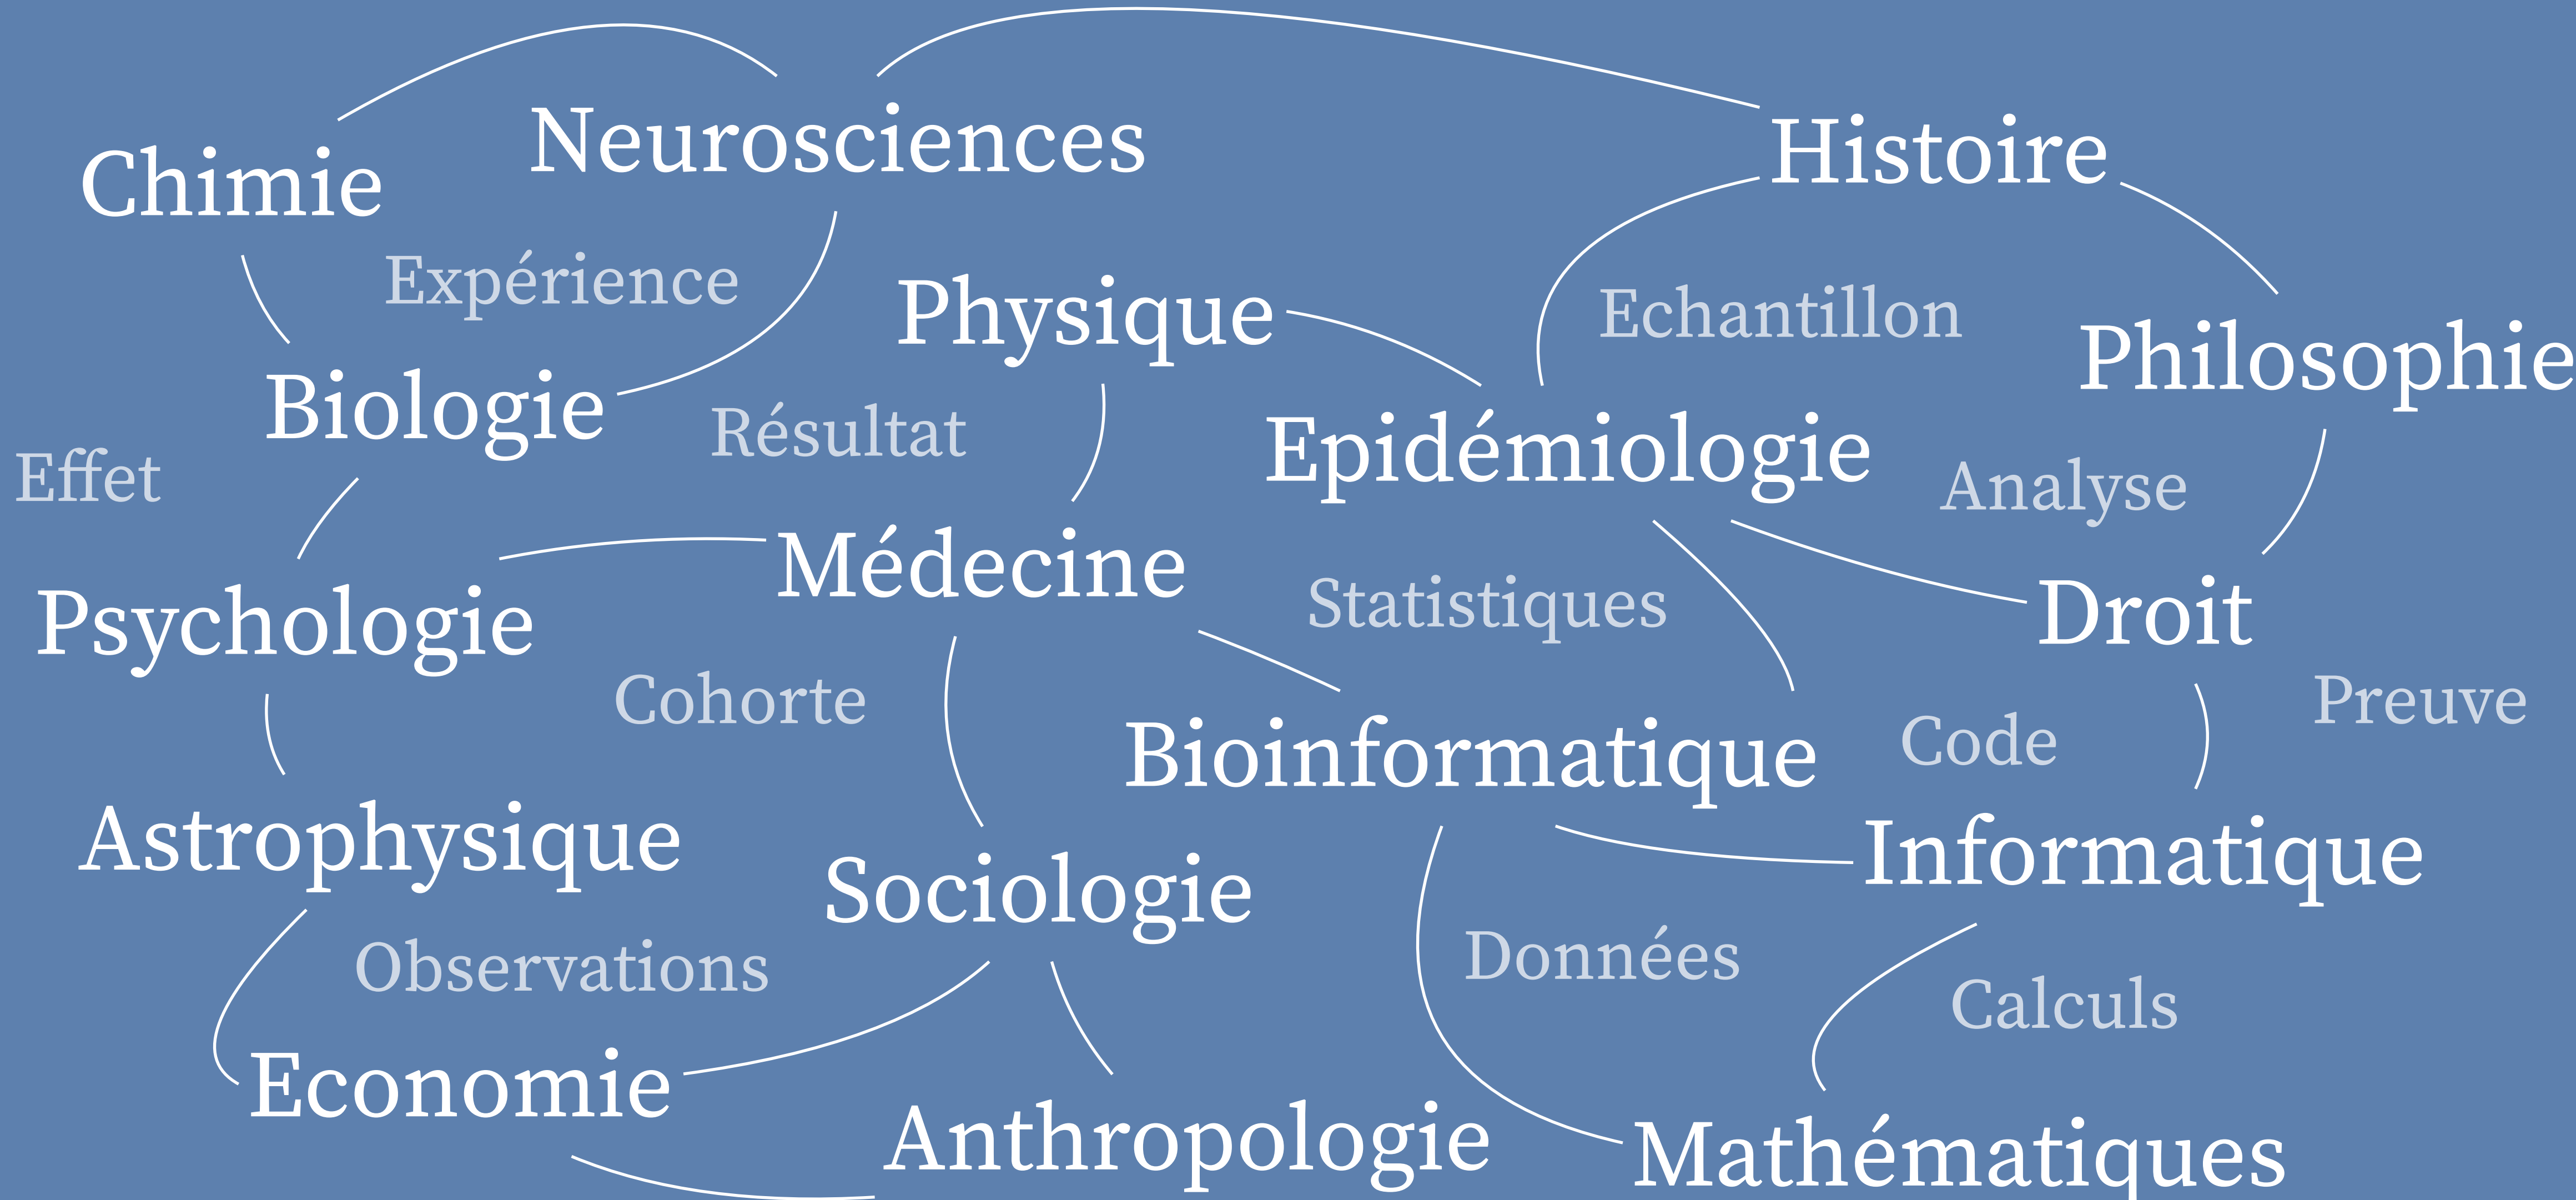 Neurosciences
Histoire
Chimie
Expérience
Physique
Echantillon
Philosophie
Biologie
Résultat
Epidémiologie
Effet
Analyse
Médecine
Psychologie
Statistiques
Droit
Cohorte
Preuve
Bioinformatique
Code
Astrophysique
Informatique
Sociologie
Observations
Données
Calculs
Economie
Anthropologie
Mathématiques